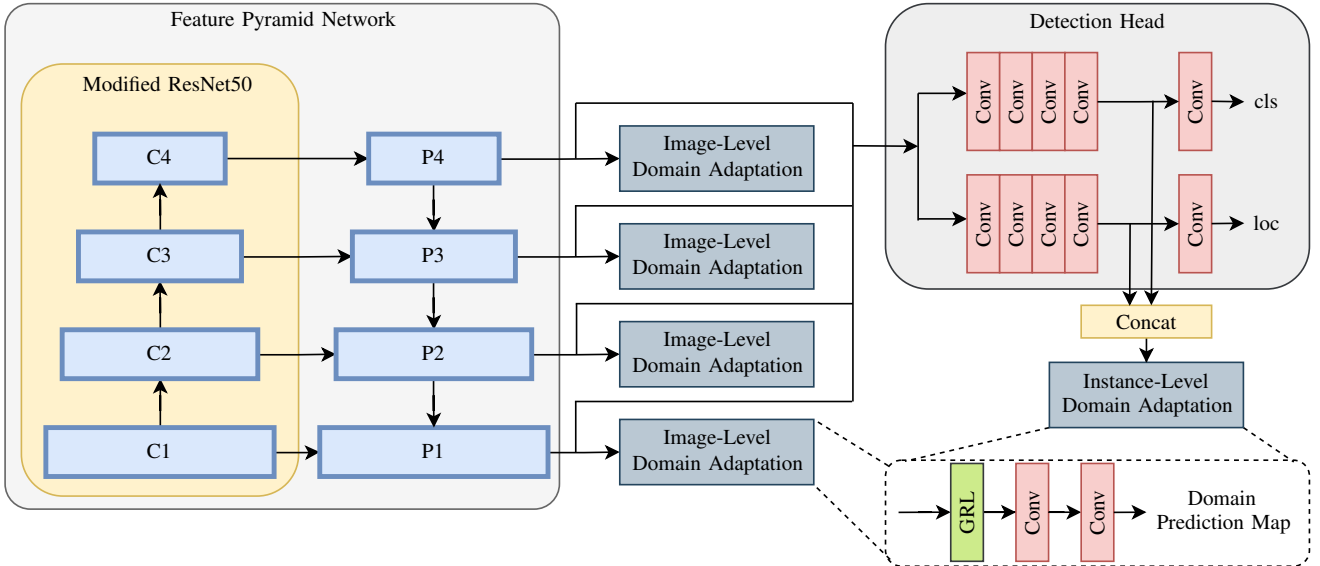 Feature Pyramid Network
Modified ResNet50
C4
P4
C3
P3
C2
P2
C1
P1
Image-Level
Domain Adaptation
Image-Level
Domain Adaptation
Image-Level
Domain Adaptation
Image-Level
Domain Adaptation
Detection Head
Conv
Conv
Conv
Conv
Conv
cls
Conv
Conv
Conv
Conv
Conv
loc
Concat
Instance-Level
Domain Adaptation
GRL
Conv
Conv
Domain
Prediction Map